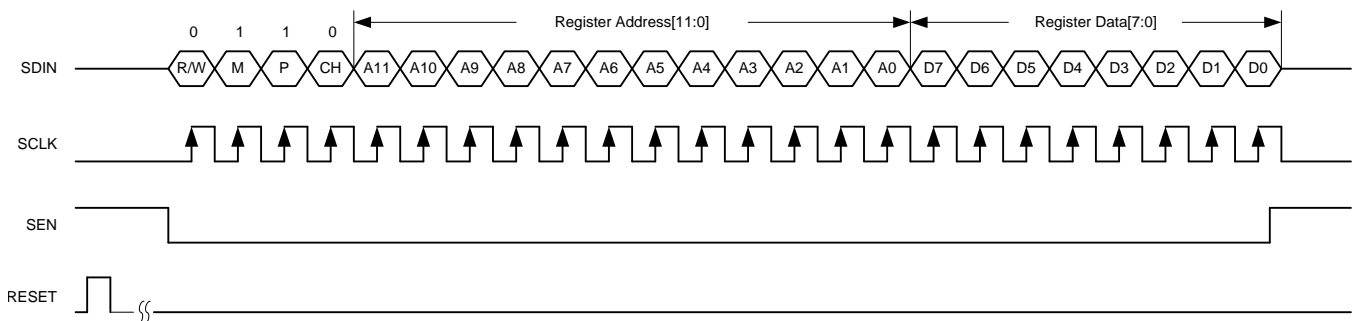 0 1 1 0 Register Address[11:0] Register Data[7:0]
SDIN R/W M P CH A11 A10 A9 A8 A7 A6 A5 A4 A3 A2 A1 A0 D7 D6 D5 D4 D3 D2 D1 D0
SCLK
SEN
RESET